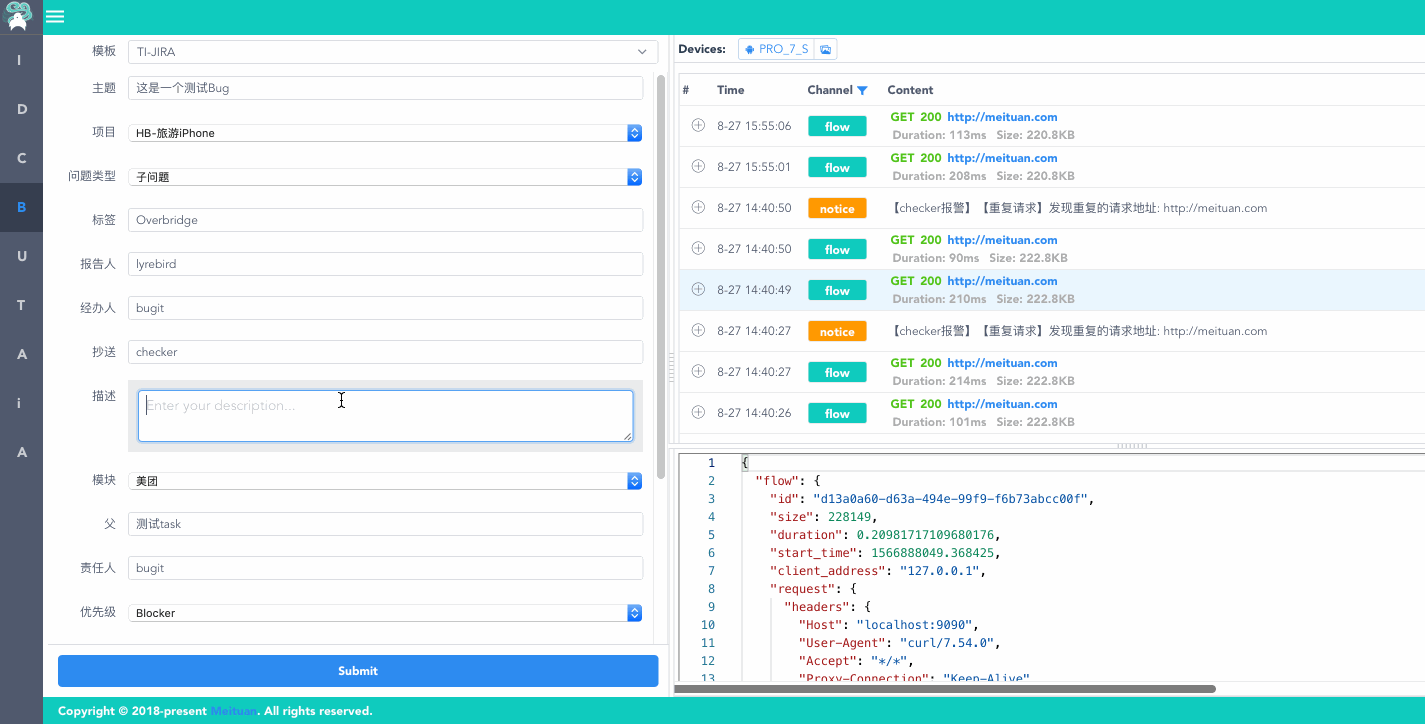 I
D
C
B
U
T
A
i
A
模板 TI-JIRA
主题 这是一个测试Bug
项目 HB-旅游iPhone
问题类型 子问题
标签 Overbridge
报告人 lyrebird
经办人 bugit
抄送 checker
描述 Enter your description...
模块 美团
父 测试task
责任人 bugit
优先级 Blocker
Submit
Devices: PRO_7_S
# Time Channel Content
8-27 15:55:06 flow GET 200 http://meituan.com
Duration: 113ms Size: 220.8KB
8-27 15:55:01 flow GET 200 http://meituan.com
Duration: 208ms Size: 220.8KB
8-27 14:40:50 notice 【checker报警】【重复请求】发现重复的请求地址: http://meituan.com
8-27 14:40:50 flow GET 200 http://meituan.com
Duration: 90ms Size: 222.8KB
8-27 14:40:49 flow GET 200 http://meituan.com
Duration: 210ms Size: 222.8KB
8-27 14:40:27 notice 【checker报警】【重复请求】发现重复的请求地址: http://meituan.com
8-27 14:40:27 flow GET 200 http://meituan.com
Duration: 214ms Size: 222.8KB
8-27 14:40:26 flow GET 200 http://meituan.com
Duration: 101ms Size: 222.8KB
1 {
2 "flow": {
3 "id": "d13a0a60-d63a-494e-99f9-f6b73abcc00f",
4 "size": 228149,
5 "duration": 0.20981717109680176,
6 "start_time": 1566888049.368425,
7 "client_address": "127.0.0.1",
8 "request": {
9 "headers": {
10 "Host": "localhost:9090",
11 "User-Agent": "curl/7.54.0",
12 "Accept": "*/*",
13 "Proxy-Connection": "Keep-Alive"
Copyright © 2018-present Meituan. All rights reserved.